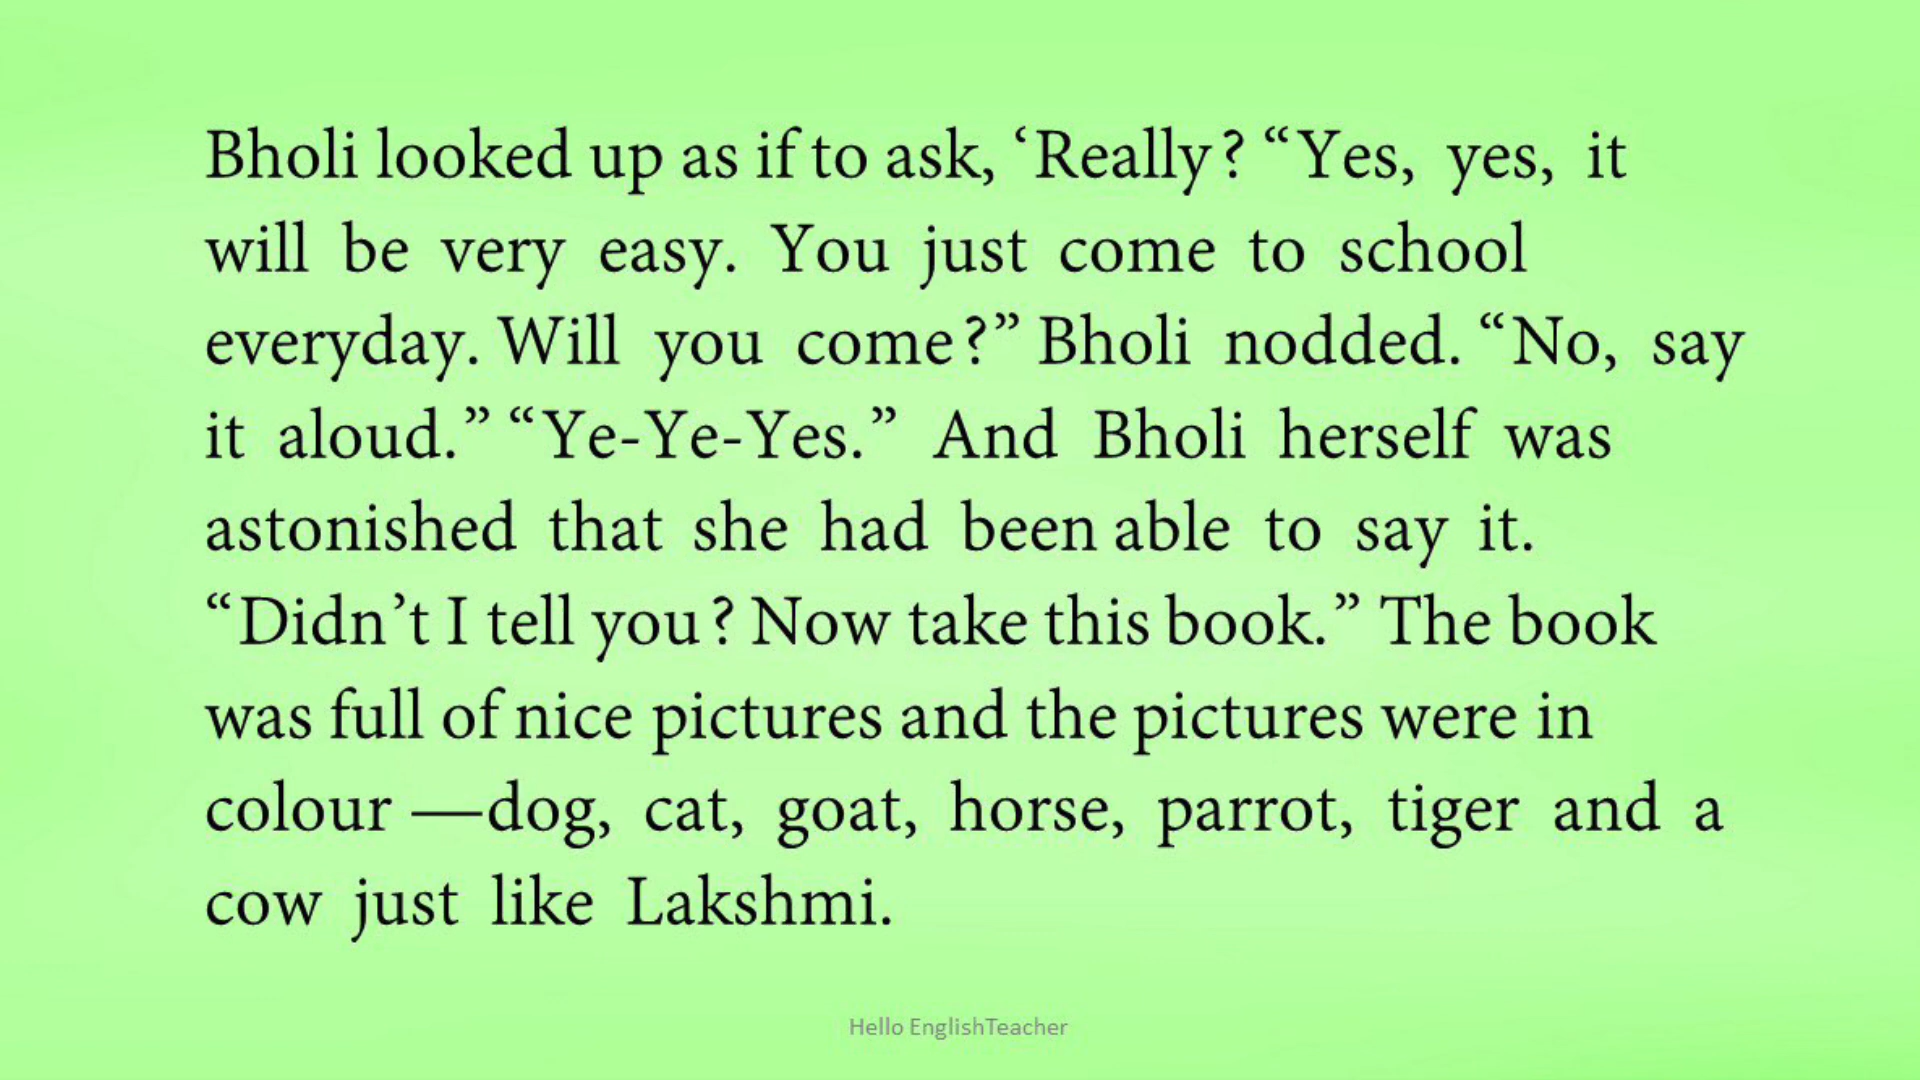 Bholi looked up as if to ask, ‘Really? “Yes, yes, it
will be very easy. You just come to school
everyday. Will you come?” Bholi nodded. “No, say
it aloud.” “Ye-Ye-Yes.” And Bholi herself was
astonished that she had been able to say it.
“Didn’t I tell you? Now take this book.” The book
was full of nice pictures and the pictures were in
colour —dog, cat, goat, horse, parrot, tiger and a
cow just like Lakshmi.
Hello EnglishTeacher